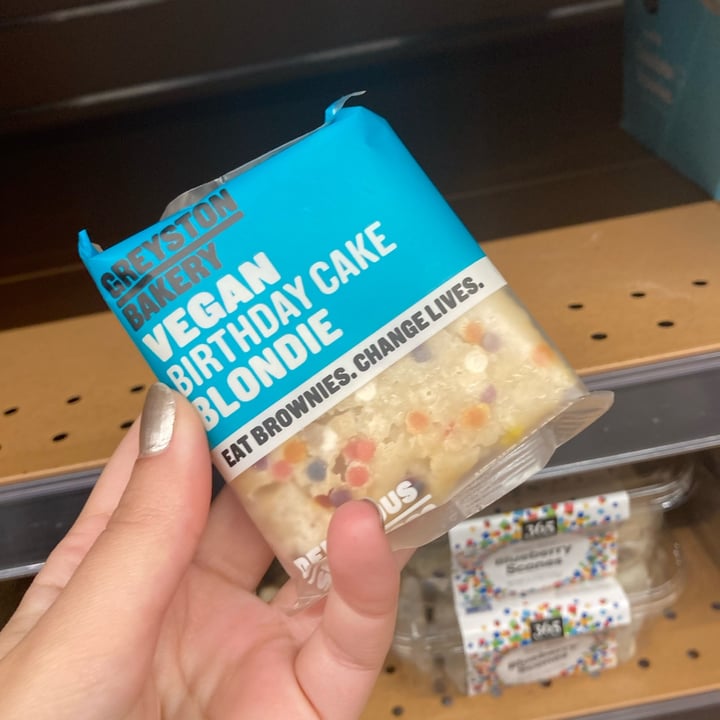 GREYSTON
BAKERY
VEGAN
BIRTHDAY CAKE
BLONDIE
EAT BROWNIES. CHANGE LIVES.
365
Blueberry
Scones
365